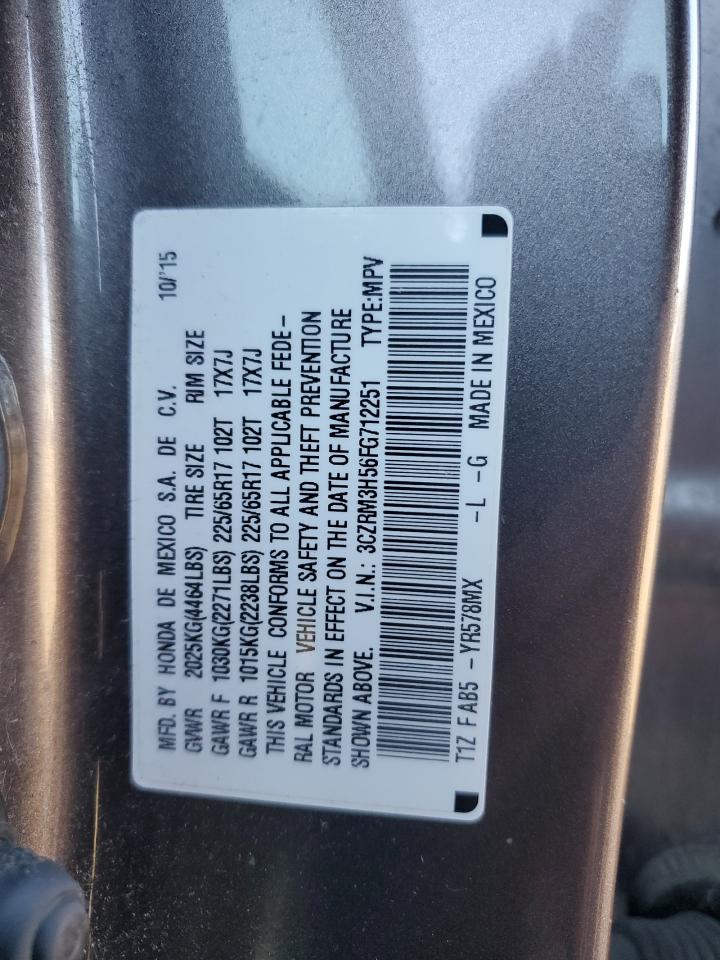 MFD. BY HONDA DE MEXICO S.A. DE C.V. 10/'15
GVWR 2025KG(4464LBS) TIRE SIZE RIM SIZE
GAWR F 1030KG(2271LBS) 225/65R17 102T 17X7J
GAWR R 1015KG(2238LBS) 225/65R17 102T 17X7J
THIS VEHICLE CONFORMS TO ALL APPLICABLE FEDE-
RAL MOTOR VEHICLE SAFETY AND THEFT PREVENTION
STANDARDS IN EFFECT ON THE DATE OF MANUFACTURE
SHOWN ABOVE. V.I.N.: 3CZRM3H56FG712251 TYPE:MPV
T1Z F AB5 -YR578MX -L -G MADE IN MEXICO